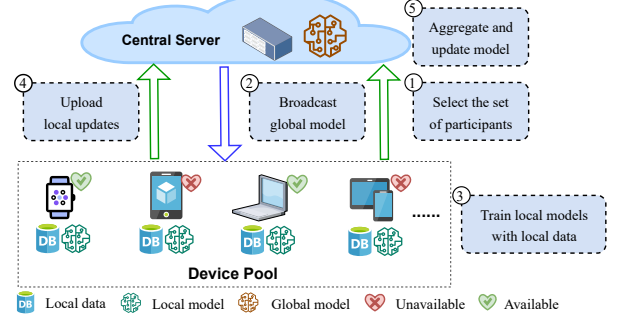 5
Aggregate and
update model
Central Server
4
Upload
local updates
2
Broadcast
global model
1
Select the set
of participants
3
Train local models
with local data
DB
DB
DB
DB
......
Device Pool
Local data
Local model
Global model
Unavailable
Available